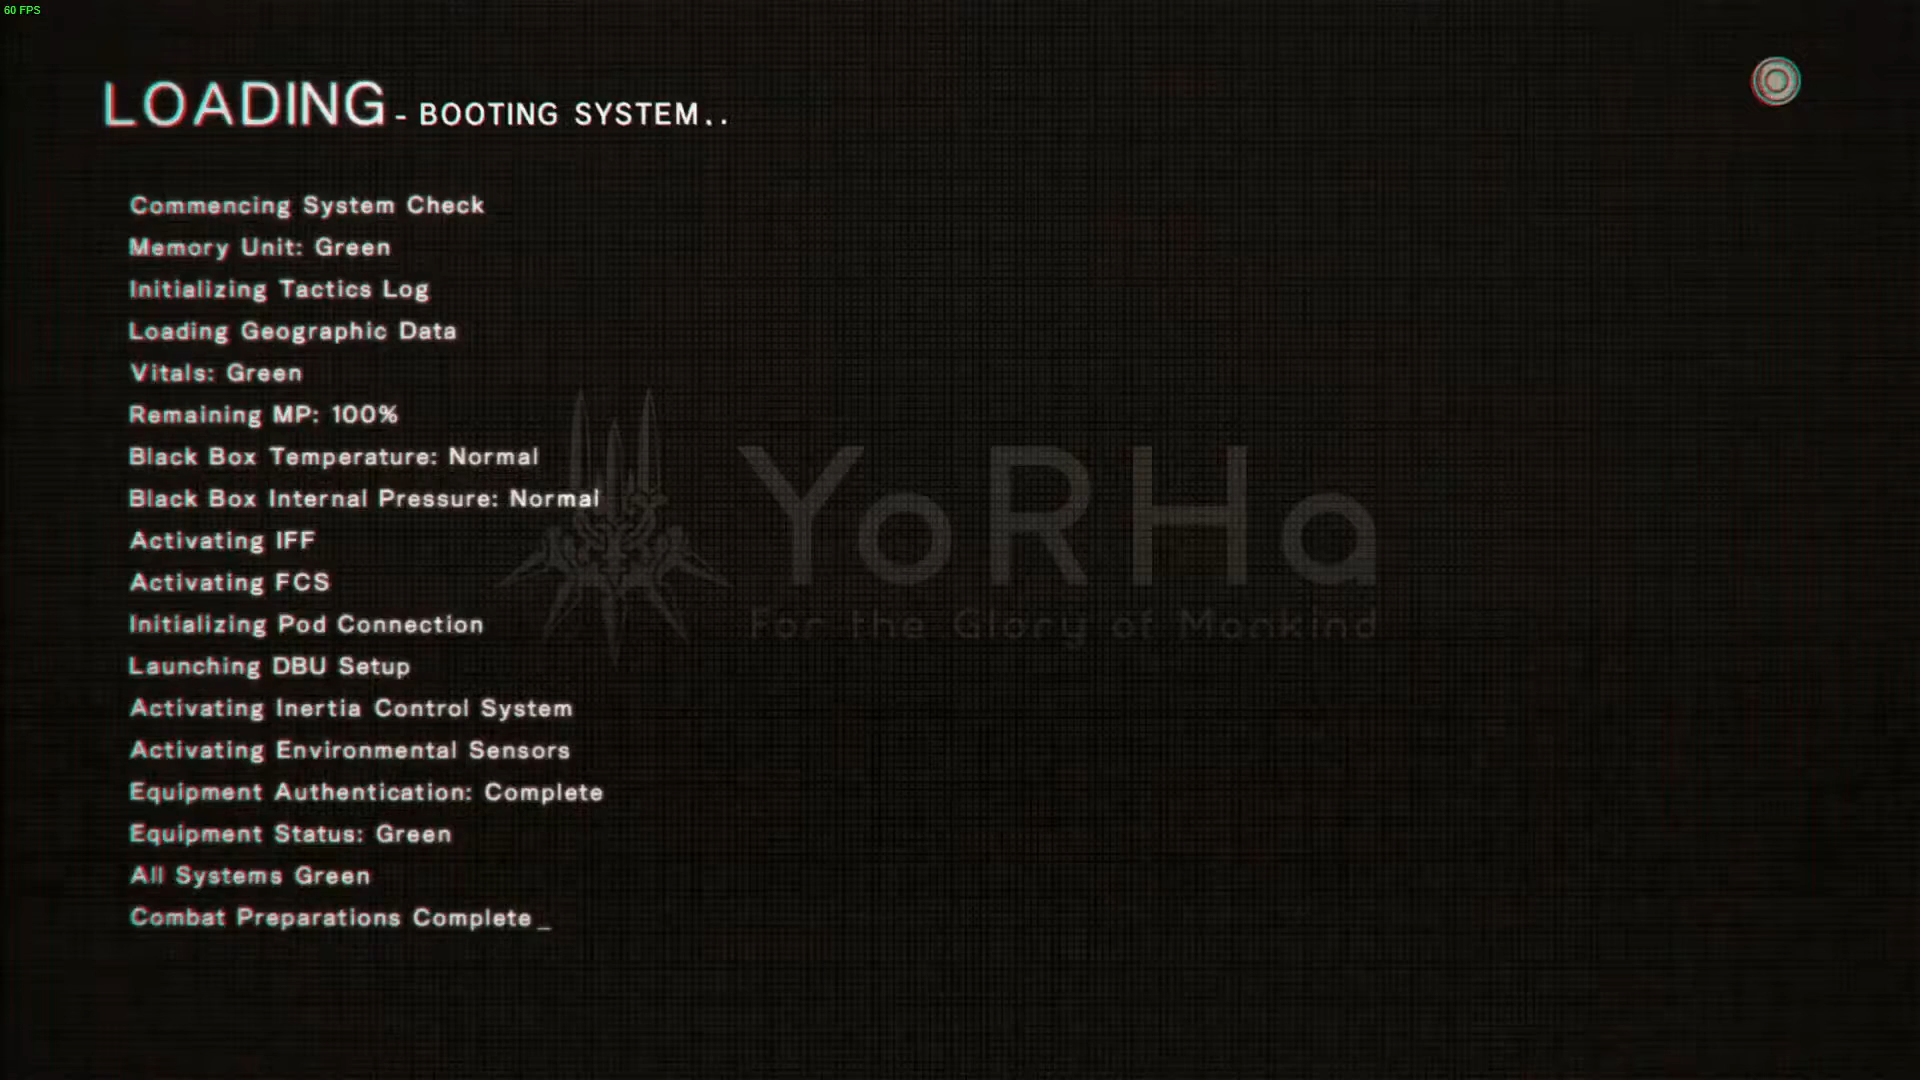 60 FPS
LOADING - BOOTING SYSTEM..
Commencing System Check
Memory Unit: Green
Initializing Tactics Log
Loading Geographic Data
Vitals: Green
Remaining MP: 100%
Black Box Temperature: Normal
Black Box Internal Pressure: Normal
Activating IFF
Activating FCS
Initializing Pod Connection
Launching DBU Setup
Activating Inertia Control System
Activating Environmental Sensors
Equipment Authentication: Complete
Equipment Status: Green
All Systems Green
Combat Preparations Complete _
YoRHa
For the Glory of Mankind